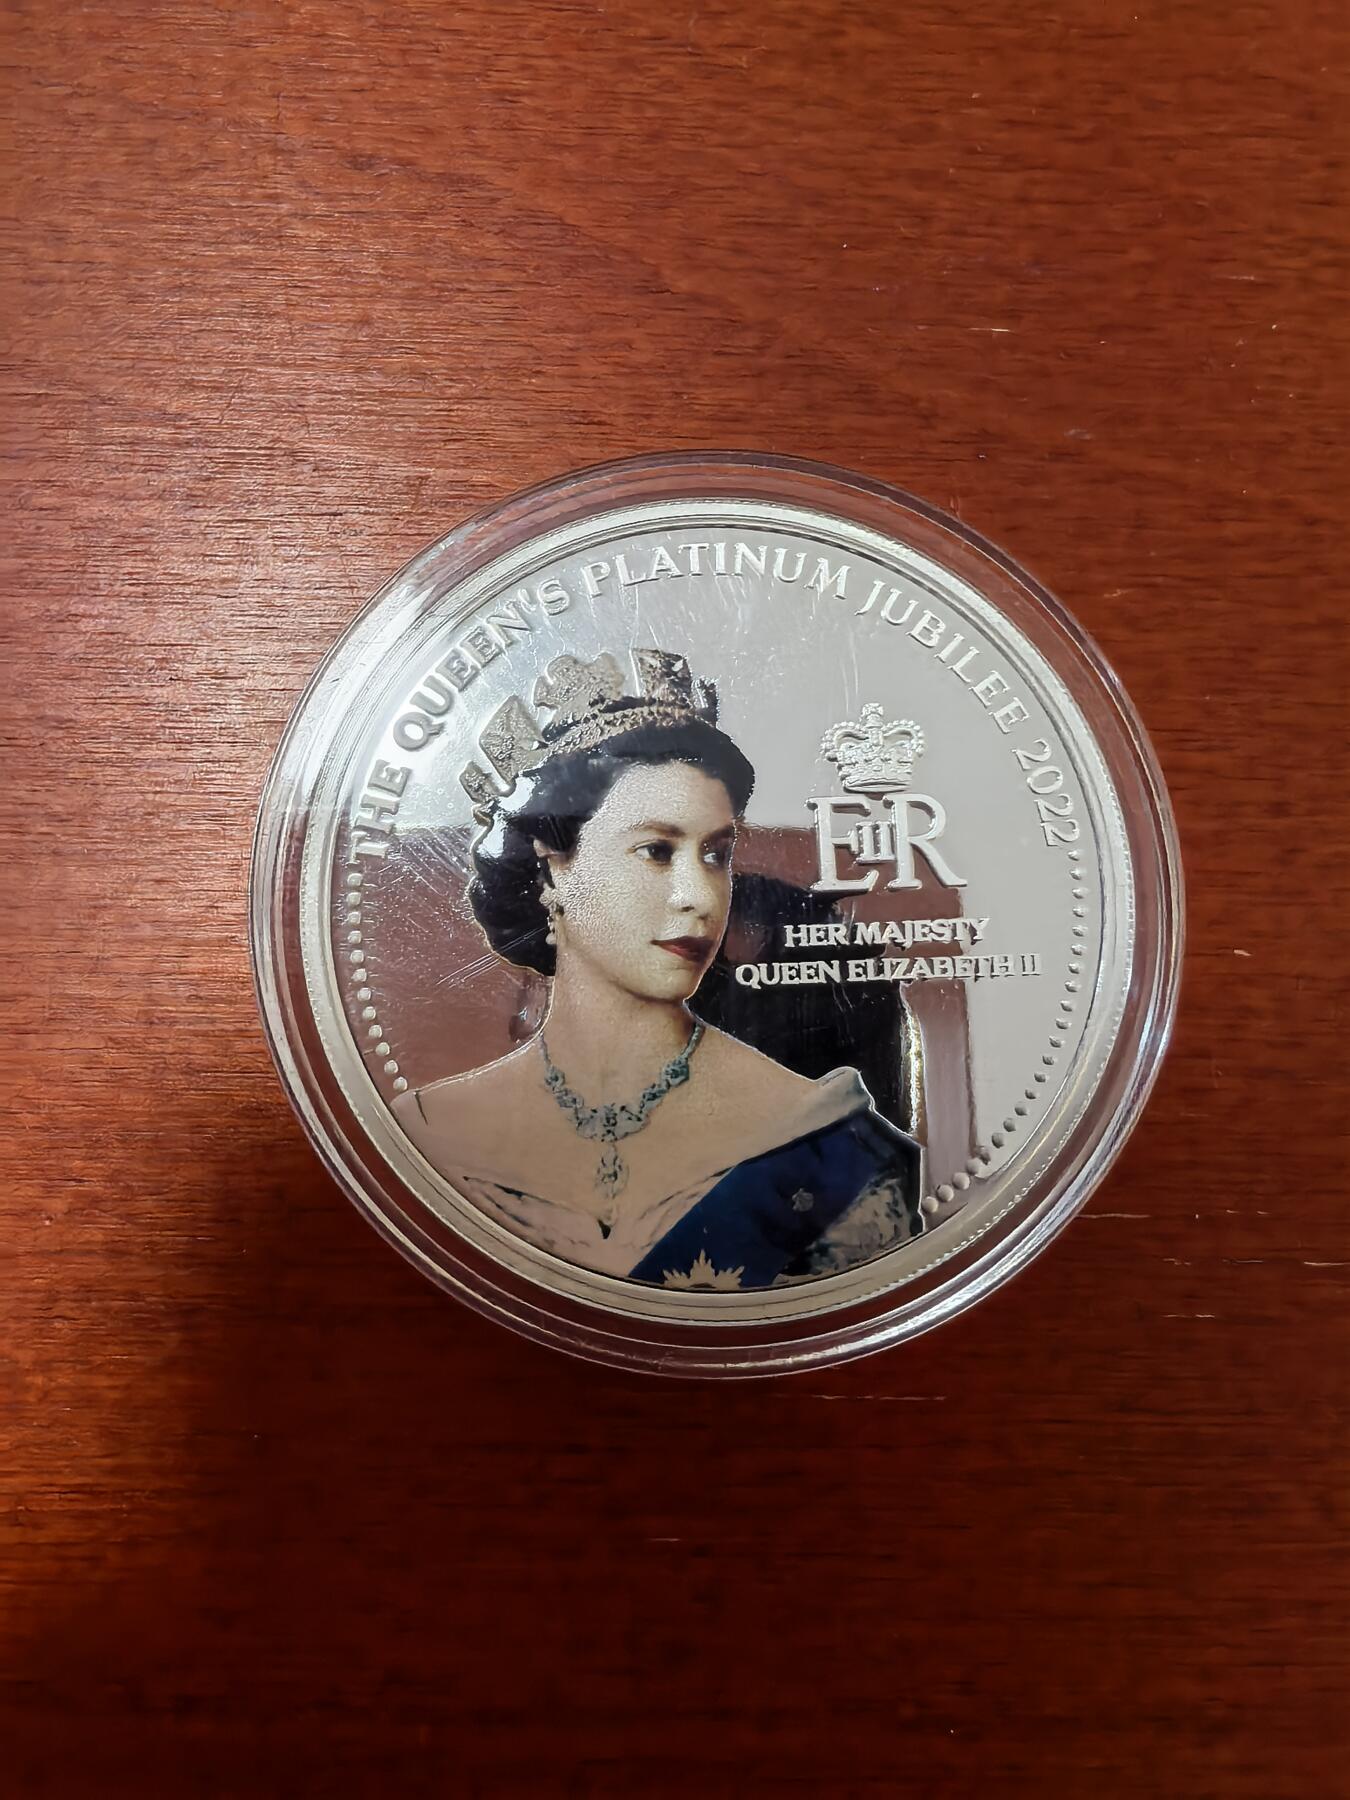 THE QUEEN'S PLATINUM JUBILEE 2022
EIIR
HER MAJESTY
QUEEN ELIZABETH II